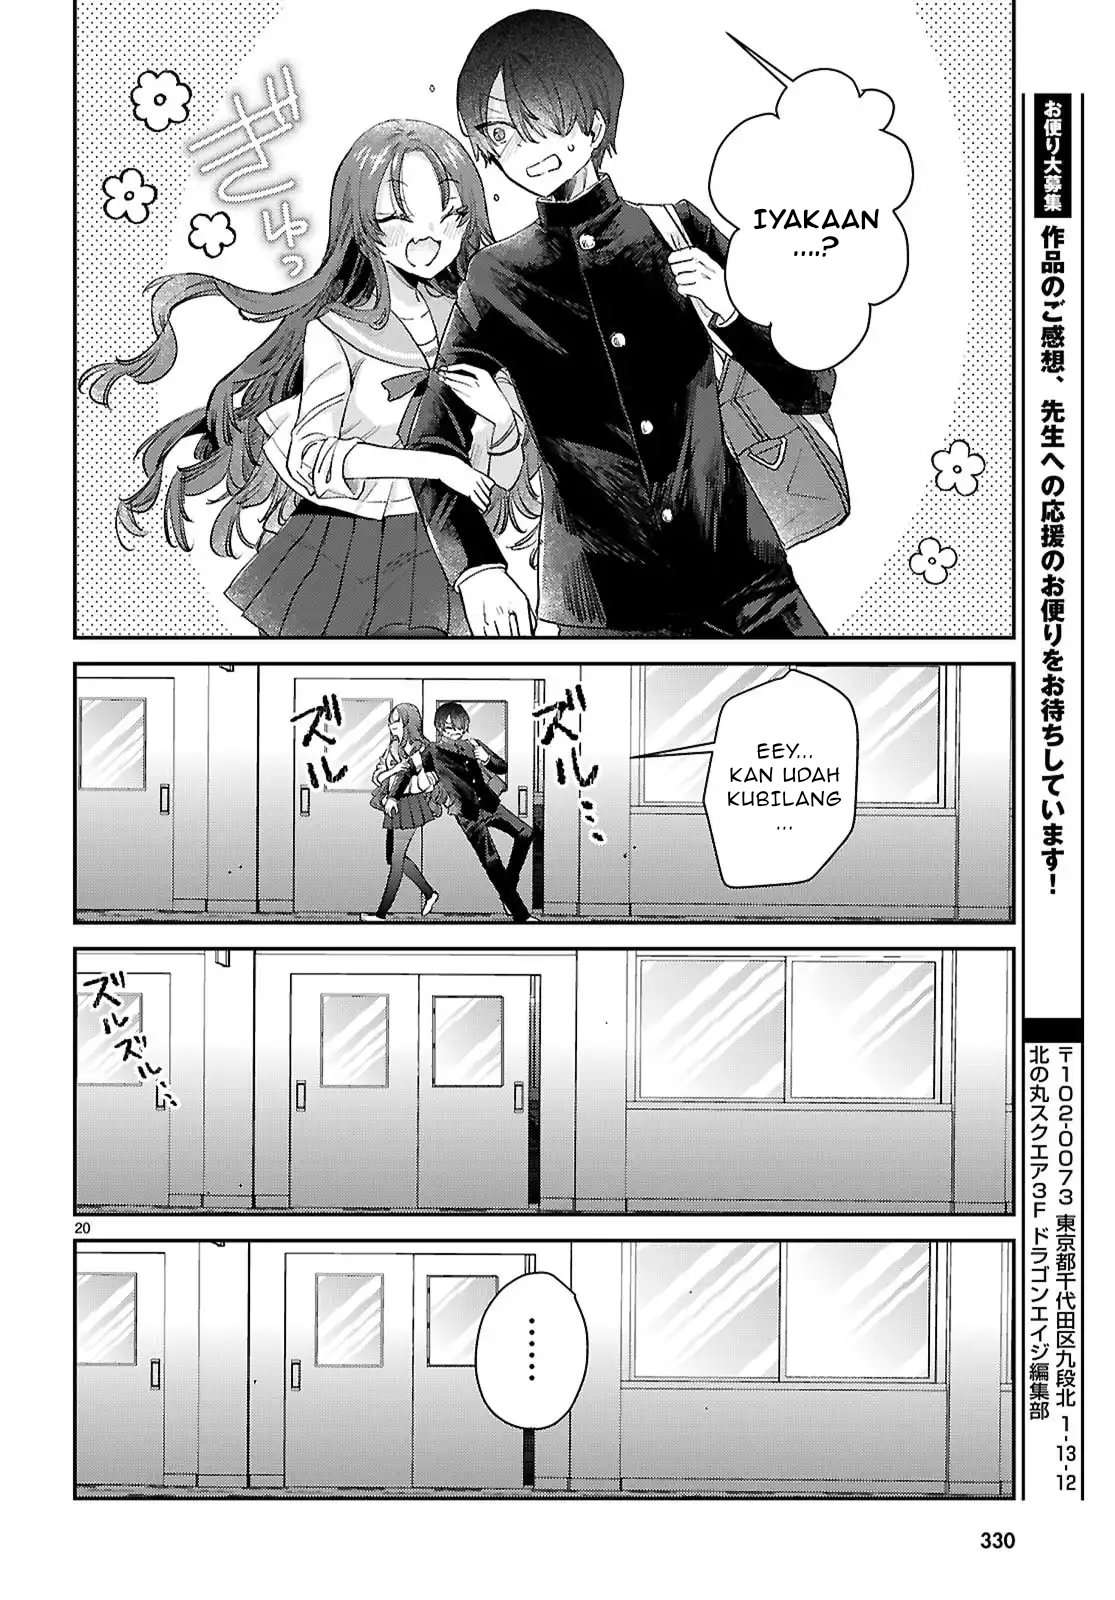 ぎゅっ
IYAKAAN
....?
EEY...
KAN UDAH
KUBILANG
...
ズル
ズル
ズル
ズル...
20
......
お便り大募集
作品のご感想、先生への応援のお便りをお待ちしています！
〒102-0073 東京都千代田区九段北 1-13-12
北の丸スクエア3F ドラゴンエイジ編集部
330